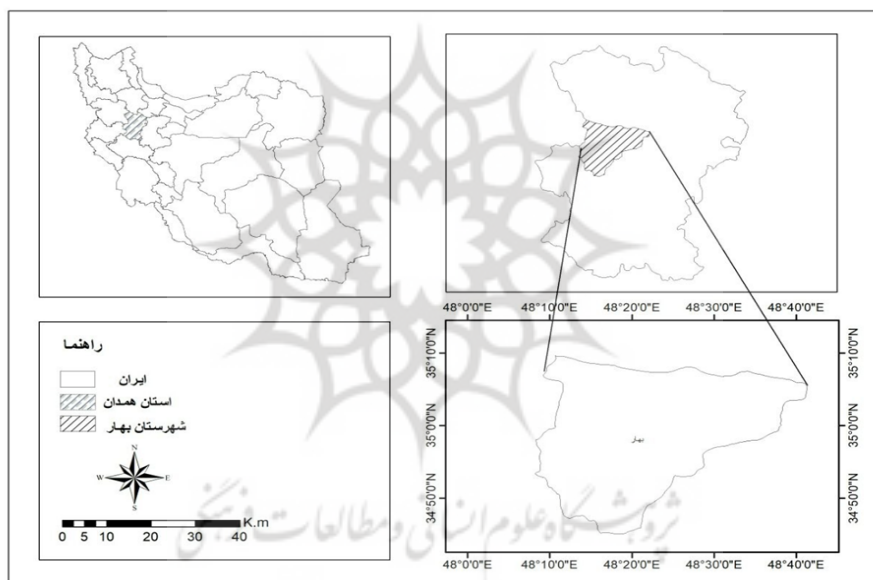 48°0'0"E 48°10'0"E 48°20'0"E 48°30'0"E 48°40'0"E
35°10'0"N
35°0'0"N
34°50'0"N
35°10'0"N
35°0'0"N
34°50'0"N
بهار
48°0'0"E 48°10'0"E 48°20'0"E 48°30'0"E 48°40'0"E
راهنما
ایران
استان همدان
شهرستان بهار
N
W E
S
K.m
0 5 10 20 30 40
پژوهشگاه علوم انسانی و مطالعات فرهنگی